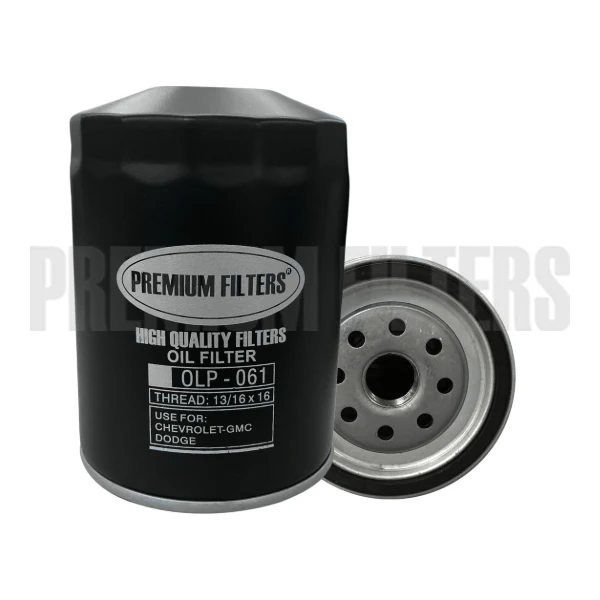 PREMIUM FILTERS
PREMIUM FILTERS®
HIGH QUALITY FILTERS
OIL FILTER
OLP - 061
THREAD: 13/16 x 16
USE FOR:
CHEVROLET-GMC
DODGE